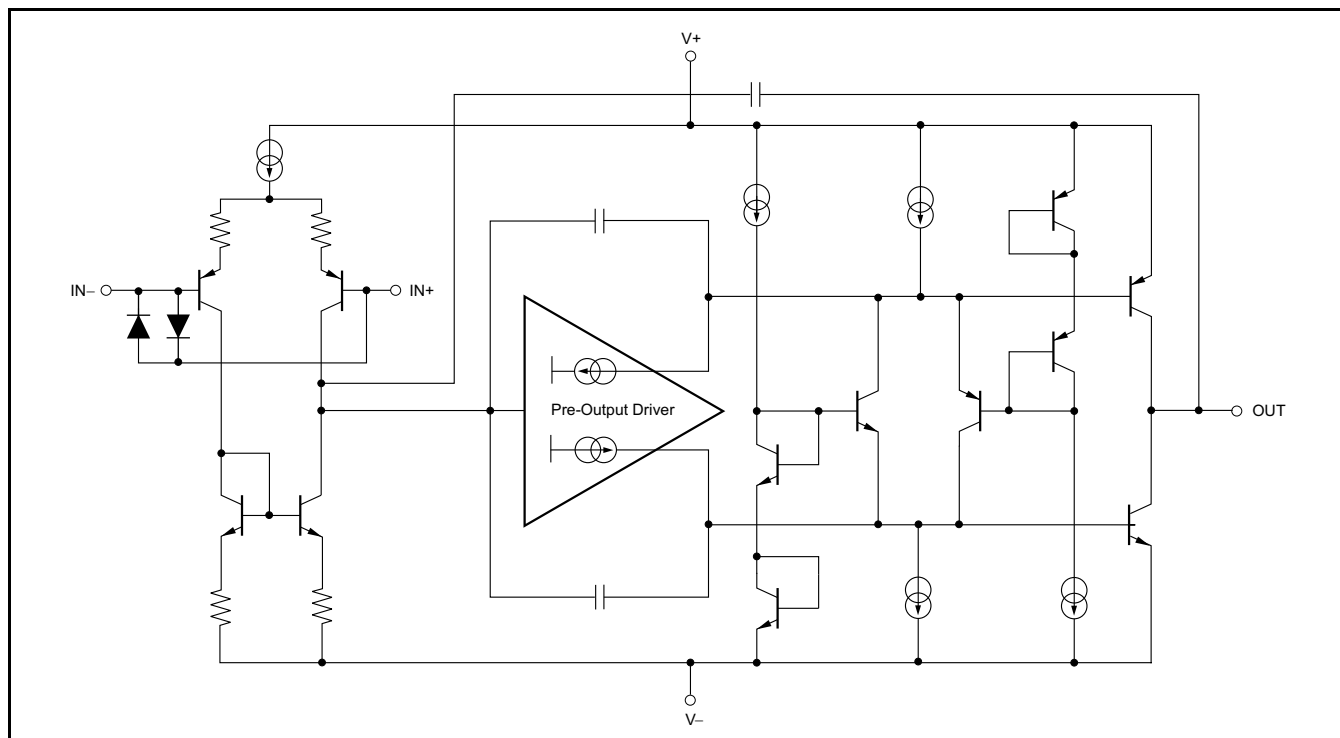 V+
IN–
IN+
Pre-Output Driver
OUT
V–